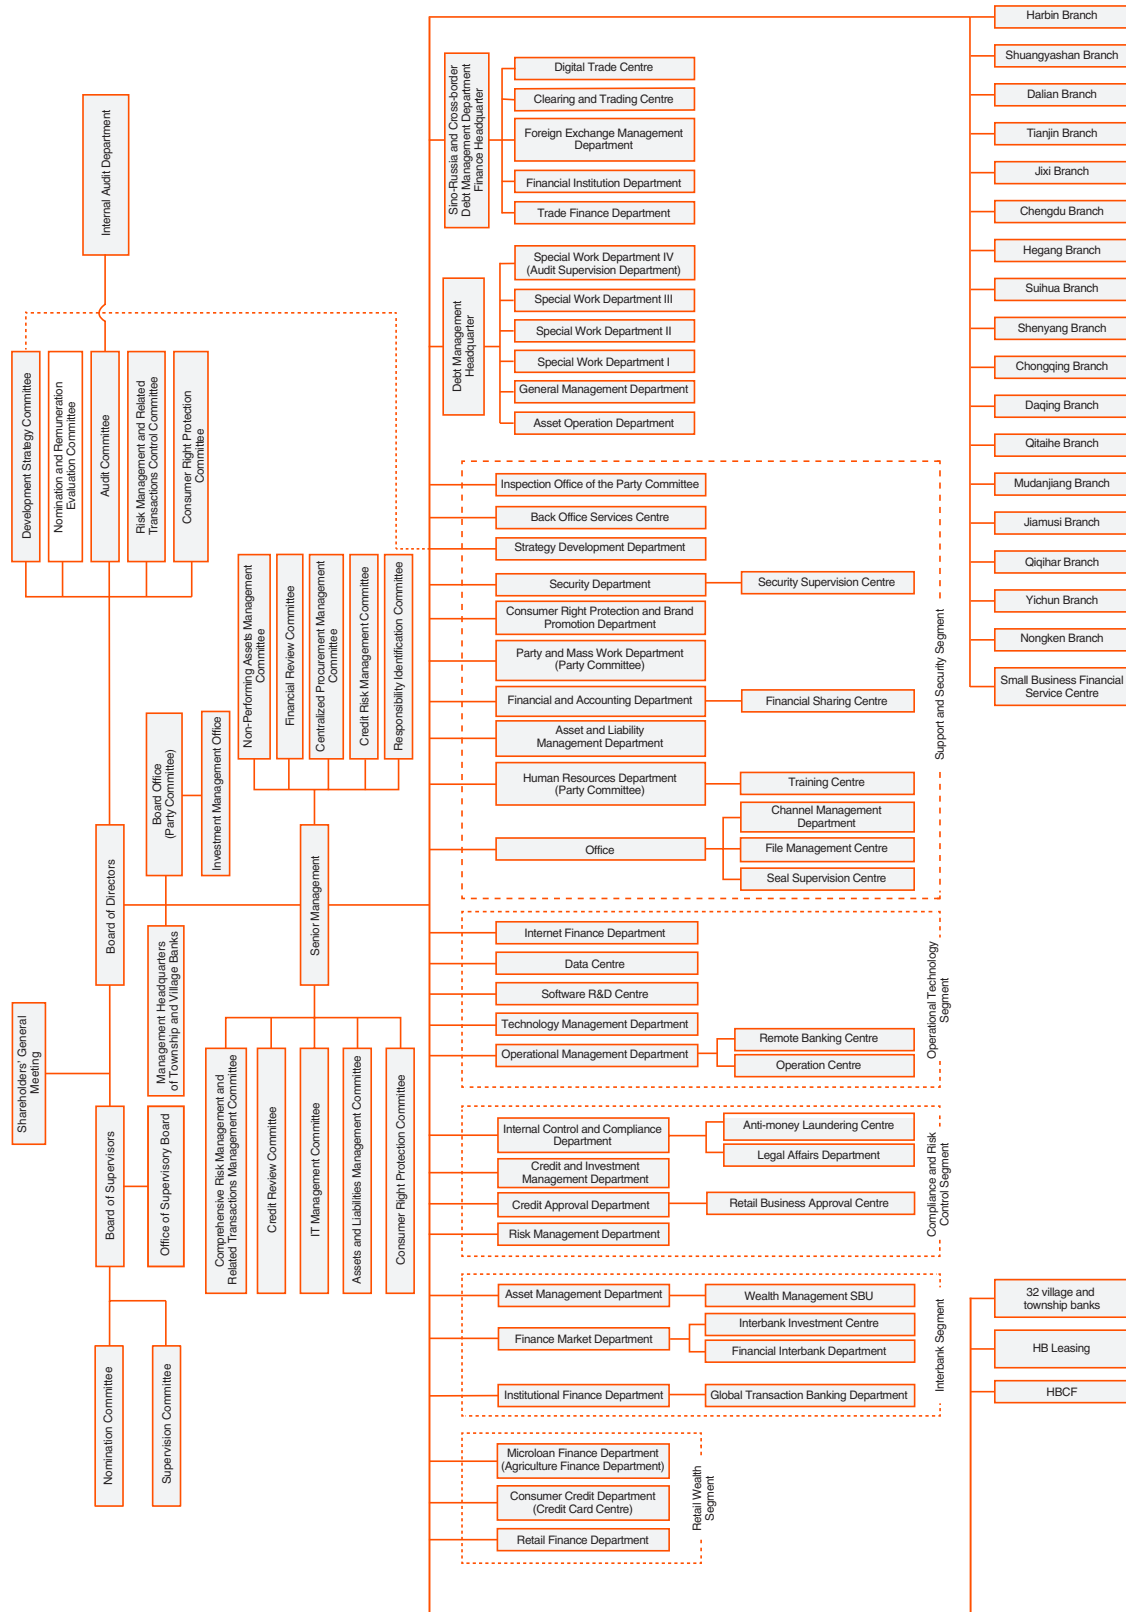 Shareholders' General
Meeting
Board of Supervisors
Office of Supervisory Board
Nomination Committee
Supervision Committee
Board of Directors
Development Strategy Committee
Nomination and Remuneration
Evaluation Committee
Audit Committee
Internal Audit Department
Risk Management and Related
Transactions Control Committee
Consumer Right Protection
Committee
Board Office
(Party Committee)
Investment Management Office
Management Headquarters
of Township and Village Banks
Senior Management
Non-Performing Assets Management
Committee
Financial Review Committee
Centralized Procurement Management
Committee
Credit Risk Management Committee
Responsibility Identification Committee
Comprehensive Risk Management and
Related Transactions Management Committee
Credit Review Committee
IT Management Committee
Assets and Liabilities Management Committee
Consumer Right Protection Committee
Sino-Russia and Cross-border
Debt Management Department
Finance Headquarter
Digital Trade Centre
Clearing and Trading Centre
Foreign Exchange Management
Department
Financial Institution Department
Trade Finance Department
Debt Management
Headquarter
Special Work Department IV
(Audit Supervision Department)
Special Work Department III
Special Work Department II
Special Work Department I
General Management Department
Asset Operation Department
Support and Security Segment
Inspection Office of the Party Committee
Back Office Services Centre
Strategy Development Department
Security Department
Security Supervision Centre
Consumer Right Protection and Brand
Promotion Department
Party and Mass Work Department
(Party Committee)
Financial and Accounting Department
Financial Sharing Centre
Asset and Liability
Management Department
Human Resources Department
(Party Committee)
Training Centre
Office
Channel Management
Department
File Management Centre
Seal Supervision Centre
Operational Technology
Segment
Internet Finance Department
Data Centre
Software R&D Centre
Technology Management Department
Operational Management Department
Remote Banking Centre
Operation Centre
Compliance and Risk
Control Segment
Internal Control and Compliance
Department
Anti-money Laundering Centre
Legal Affairs Department
Credit and Investment
Management Department
Credit Approval Department
Retail Business Approval Centre
Risk Management Department
Interbank Segment
Asset Management Department
Wealth Management SBU
Finance Market Department
Interbank Investment Centre
Financial Interbank Department
Institutional Finance Department
Global Transaction Banking Department
Retail Wealth
Segment
Microloan Finance Department
(Agriculture Finance Department)
Consumer Credit Department
(Credit Card Centre)
Retail Finance Department
Harbin Branch
Shuangyashan Branch
Dalian Branch
Tianjin Branch
Jixi Branch
Chengdu Branch
Hegang Branch
Suihua Branch
Shenyang Branch
Chongqing Branch
Daqing Branch
Qitaihe Branch
Mudanjiang Branch
Jiamusi Branch
Qiqihar Branch
Yichun Branch
Nongken Branch
Small Business Financial
Service Centre
32 village and
township banks
HB Leasing
HBCF